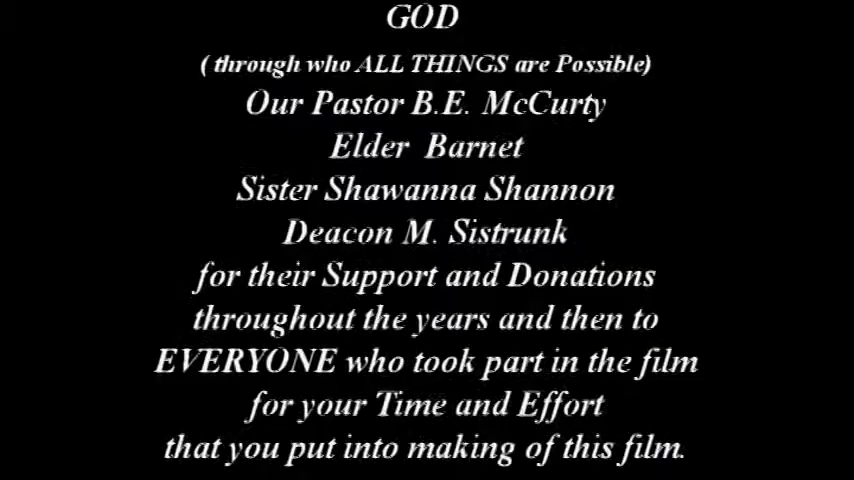 GOD
( through who ALL THINGS are Possible)
Our Pastor B.E. McCurty
Elder Barnet
Sister Shawanna Shannon
Deacon M. Sistrunk
for their Support and Donations
throughout the years and then to
EVERYONE who took part in the film
for your Time and Effort
that you put into making of this film.